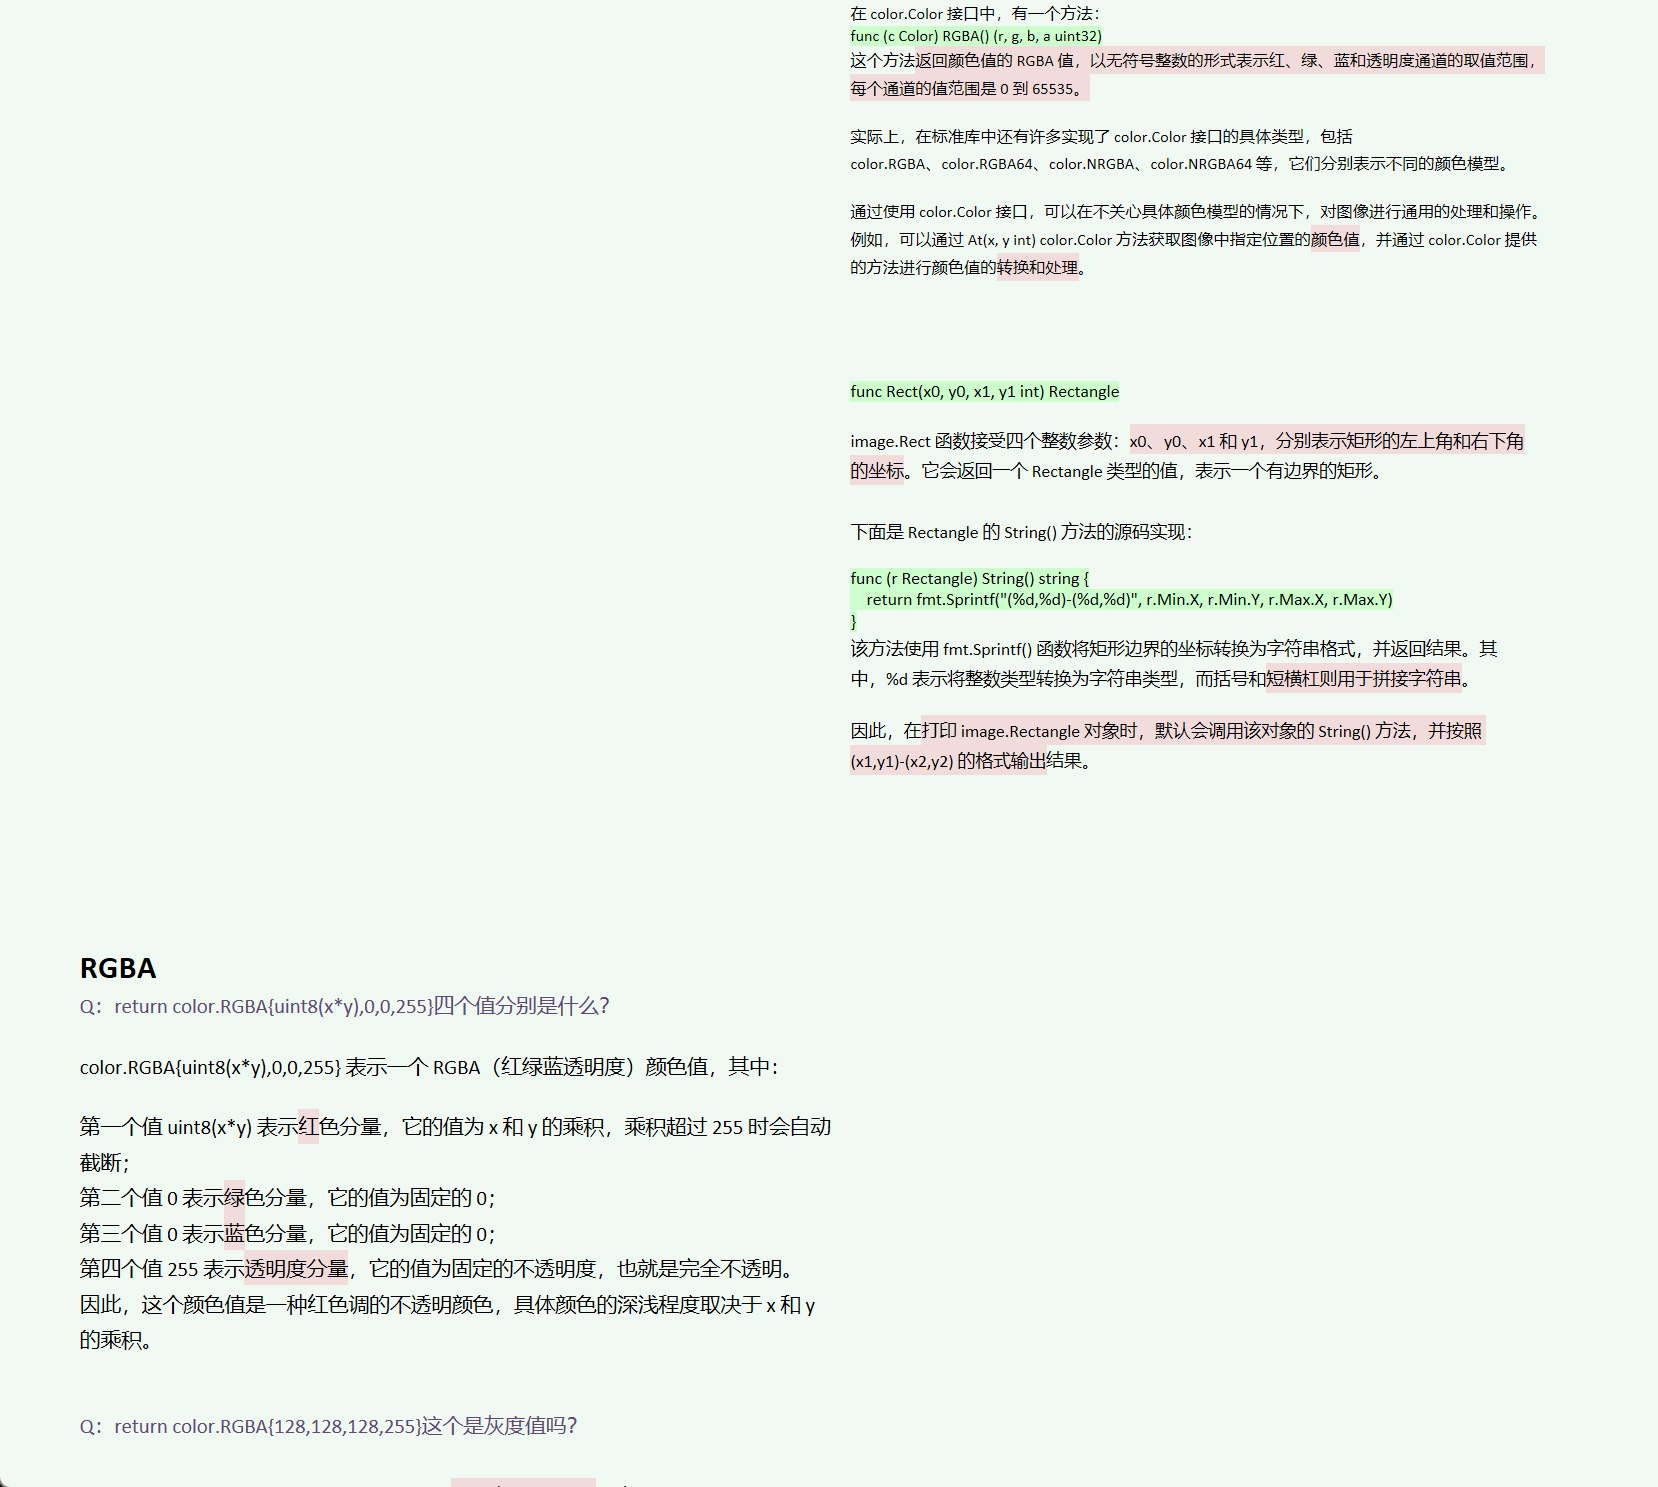 在 color.Color 接口中，有一个方法：
func (c Color) RGBA() (r, g, b, a uint32)
这个方法返回颜色值的 RGBA 值，以无符号整数的形式表示红、绿、蓝和透明度通道的取值范围，
每个通道的值范围是 0 到 65535。
实际上，在标准库中还有许多实现了 color.Color 接口的具体类型，包括
color.RGBA、color.RGBA64、color.NRGBA、color.NRGBA64 等，它们分别表示不同的颜色模型。
通过使用 color.Color 接口，可以在不关心具体颜色模型的情况下，对图像进行通用的处理和操作。
例如，可以通过 At(x, y int) color.Color 方法获取图像中指定位置的颜色值，并通过 color.Color 提供
的方法进行颜色值的转换和处理。
func Rect(x0, y0, x1, y1 int) Rectangle
image.Rect 函数接受四个整数参数：x0、y0、x1 和 y1，分别表示矩形的左上角和右下角
的坐标。它会返回一个 Rectangle 类型的值，表示一个有边界的矩形。
下面是 Rectangle 的 String() 方法的源码实现：
func (r Rectangle) String() string {
    return fmt.Sprintf("(%d,%d)-(%d,%d)", r.Min.X, r.Min.Y, r.Max.X, r.Max.Y)
}
该方法使用 fmt.Sprintf() 函数将矩形边界的坐标转换为字符串格式，并返回结果。其
中，%d 表示将整数类型转换为字符串类型，而括号和短横杠则用于拼接字符串。
因此，在打印 image.Rectangle 对象时，默认会调用该对象的 String() 方法，并按照
(x1,y1)-(x2,y2) 的格式输出结果。
RGBA
Q：return color.RGBA{uint8(x*y),0,0,255}四个值分别是什么？
color.RGBA{uint8(x*y),0,0,255} 表示一个 RGBA（红绿蓝透明度）颜色值，其中：
第一个值 uint8(x*y) 表示红色分量，它的值为 x 和 y 的乘积，乘积超过 255 时会自动
截断；
第二个值 0 表示绿色分量，它的值为固定的 0；
第三个值 0 表示蓝色分量，它的值为固定的 0；
第四个值 255 表示透明度分量，它的值为固定的不透明度，也就是完全不透明。
因此，这个颜色值是一种红色调的不透明颜色，具体颜色的深浅程度取决于 x 和 y
的乘积。
Q：return color.RGBA{128,128,128,255}这个是灰度值吗？